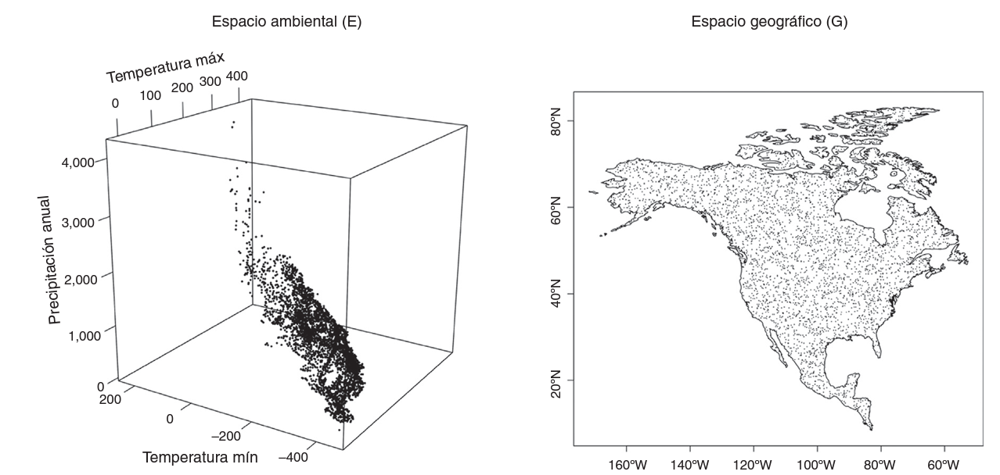 Espacio ambiental (E)
Temperatura máx
0 100 200 300 400
Precipitación anual
4,000
3,000
2,000
1,000
0
200
0
–200
–400
Temperatura mín
Espacio geográfico (G)
80°N
60°N
40°N
20°N
160°W 140°W 120°W 100°W 80°W 60°W